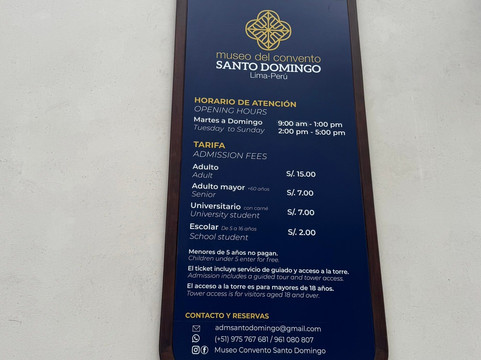 museo del convento
SANTO DOMINGO
Lima-Perú
HORARIO DE ATENCIÓN
OPENING HOURS
Martes a Domingo 9:00 am - 1:00 pm
Tuesday to Sunday 2:00 pm - 5:00 pm
TARIFA
ADMISSION FEES
Adulto
Adult S/. 15.00
Adulto mayor +60 años
Senior S/. 7.00
Universitario con carné
University student S/. 7.00
Escolar De 5 a 16 años
School student S/. 2.00
Menores de 5 años no pagan.
Children under 5 enter for free.
El ticket incluye servicio de guiado y acceso a la torre.
Admission includes a guided tour and tower access.
El acceso a la torre es para mayores de 18 años.
Tower access is for visitors aged 18 and over.
CONTACTO Y RESERVAS
admsantodomingo@gmail.com
(+51) 975 767 681 / 961 080 807
Museo Convento Santo Domingo